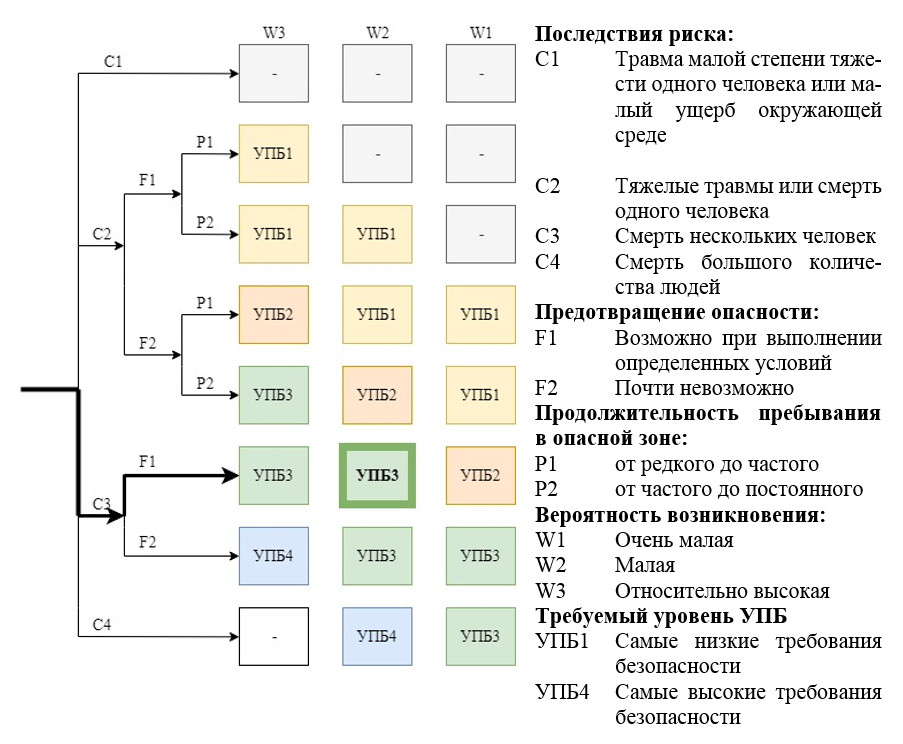 W3 W2 W1
C1 - - -
P1 УПБ1 - -
F1
P2 УПБ1 УПБ1 -
C2
P1 УПБ2 УПБ1 УПБ1
F2
P2 УПБ3 УПБ2 УПБ1
F1 УПБ3 УПБ3 УПБ2
C3
F2 УПБ4 УПБ3 УПБ3
C4 - УПБ4 УПБ3
Последствия риска:
C1 Травма малой степени тяже-
сти одного человека или ма-
лый ущерб окружающей
среде
C2 Тяжелые травмы или смерть
одного человека
C3 Смерть нескольких человек
C4 Смерть большого количе-
ства людей
Предотвращение опасности:
F1 Возможно при выполнении
определенных условий
F2 Почти невозможно
Продолжительность пребывания
в опасной зоне:
P1 от редкого до частого
P2 от частого до постоянного
Вероятность возникновения:
W1 Очень малая
W2 Малая
W3 Относительно высокая
Требуемый уровень УПБ
УПБ1 Самые низкие требования
безопасности
УПБ4 Самые высокие требования
безопасности